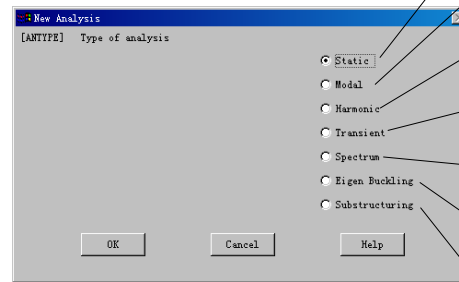 New Analysis
[ANTYPE] Type of analysis
Static
Modal
Harmonic
Transient
Spectrum
Eigen Buckling
Substructuring
OK Cancel Help